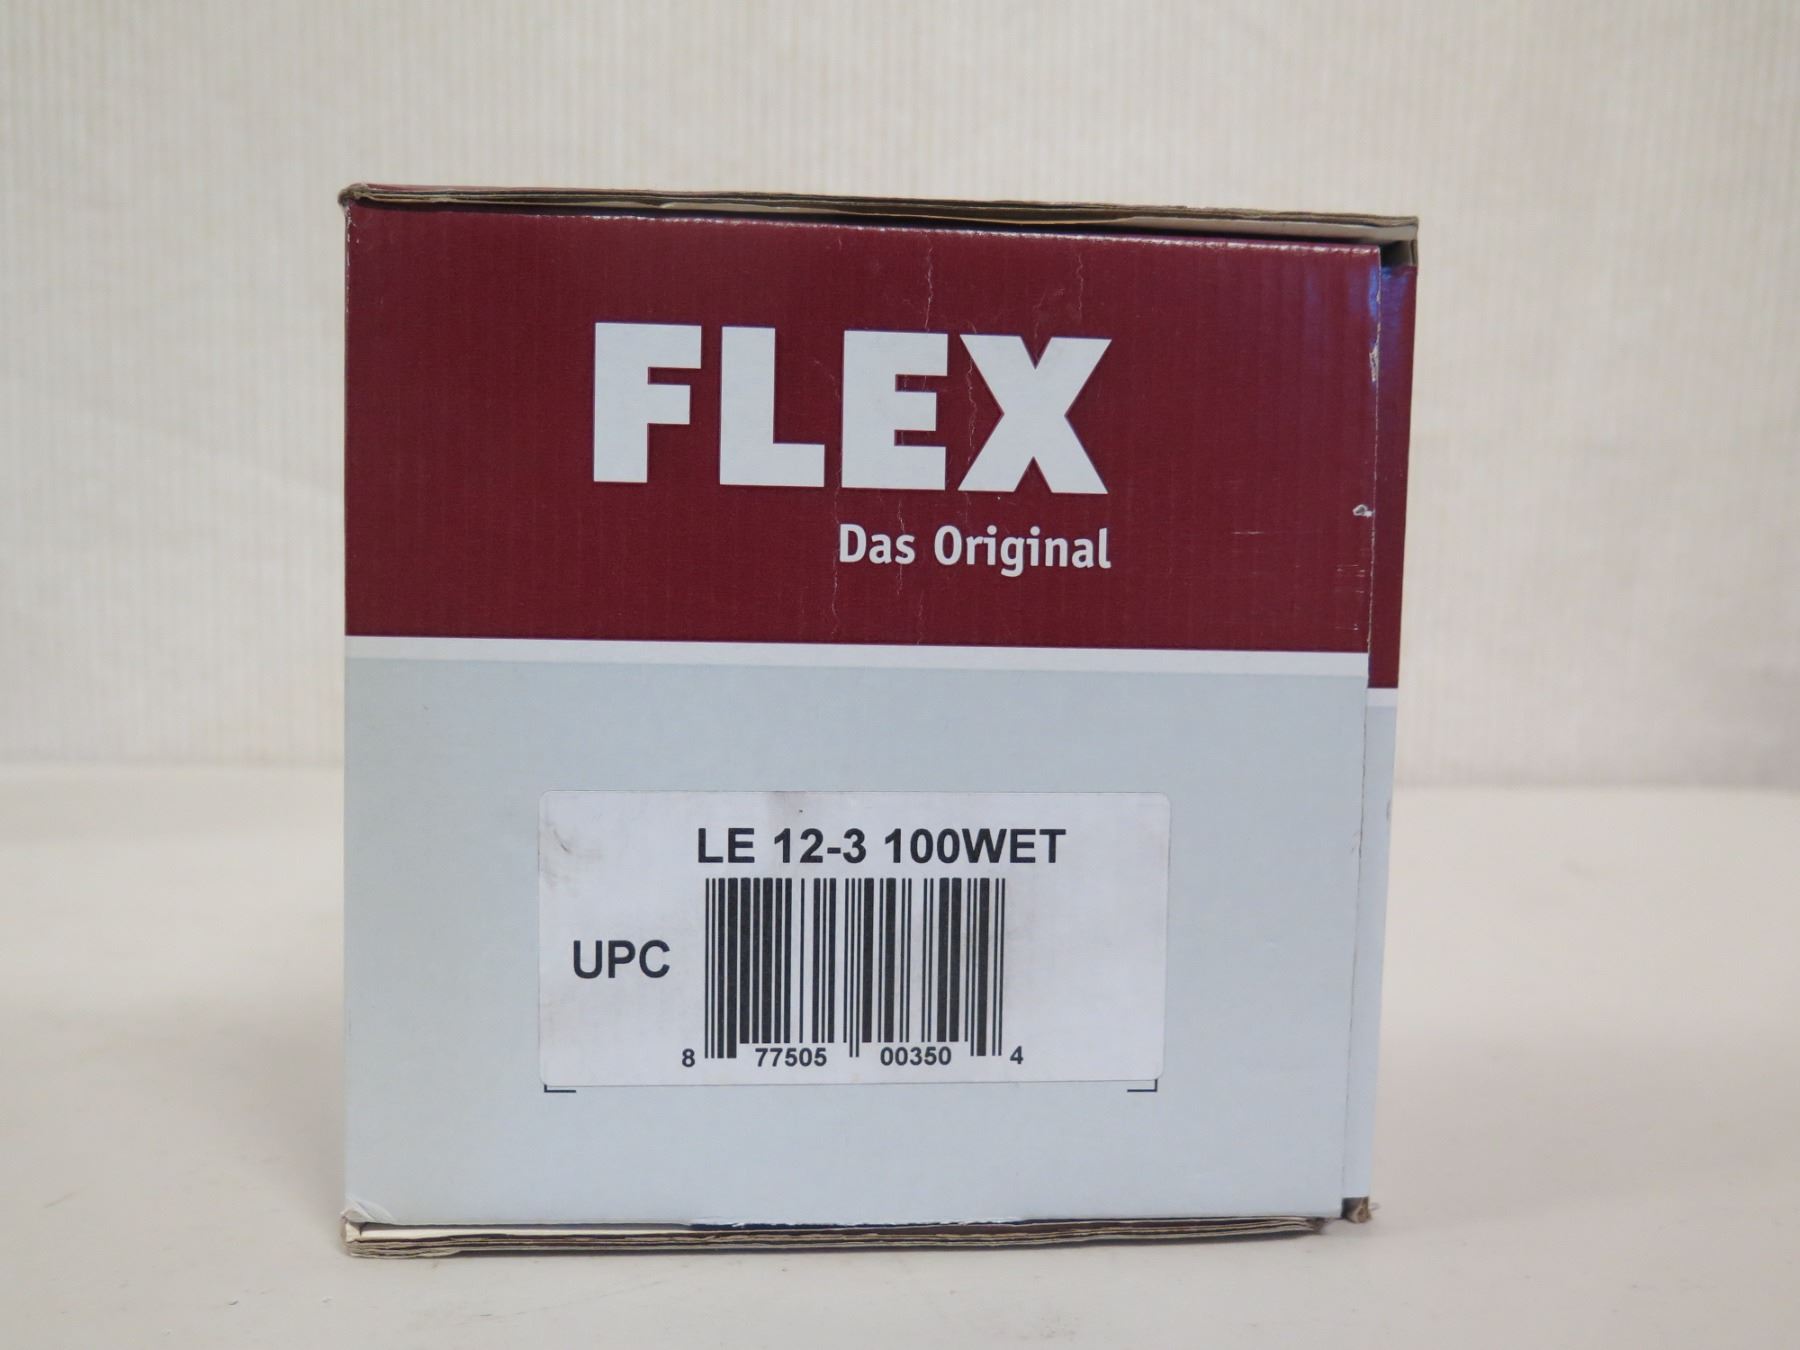 FLEX
Das Original
LE 12-3 100WET
UPC
8 77505 00350 4